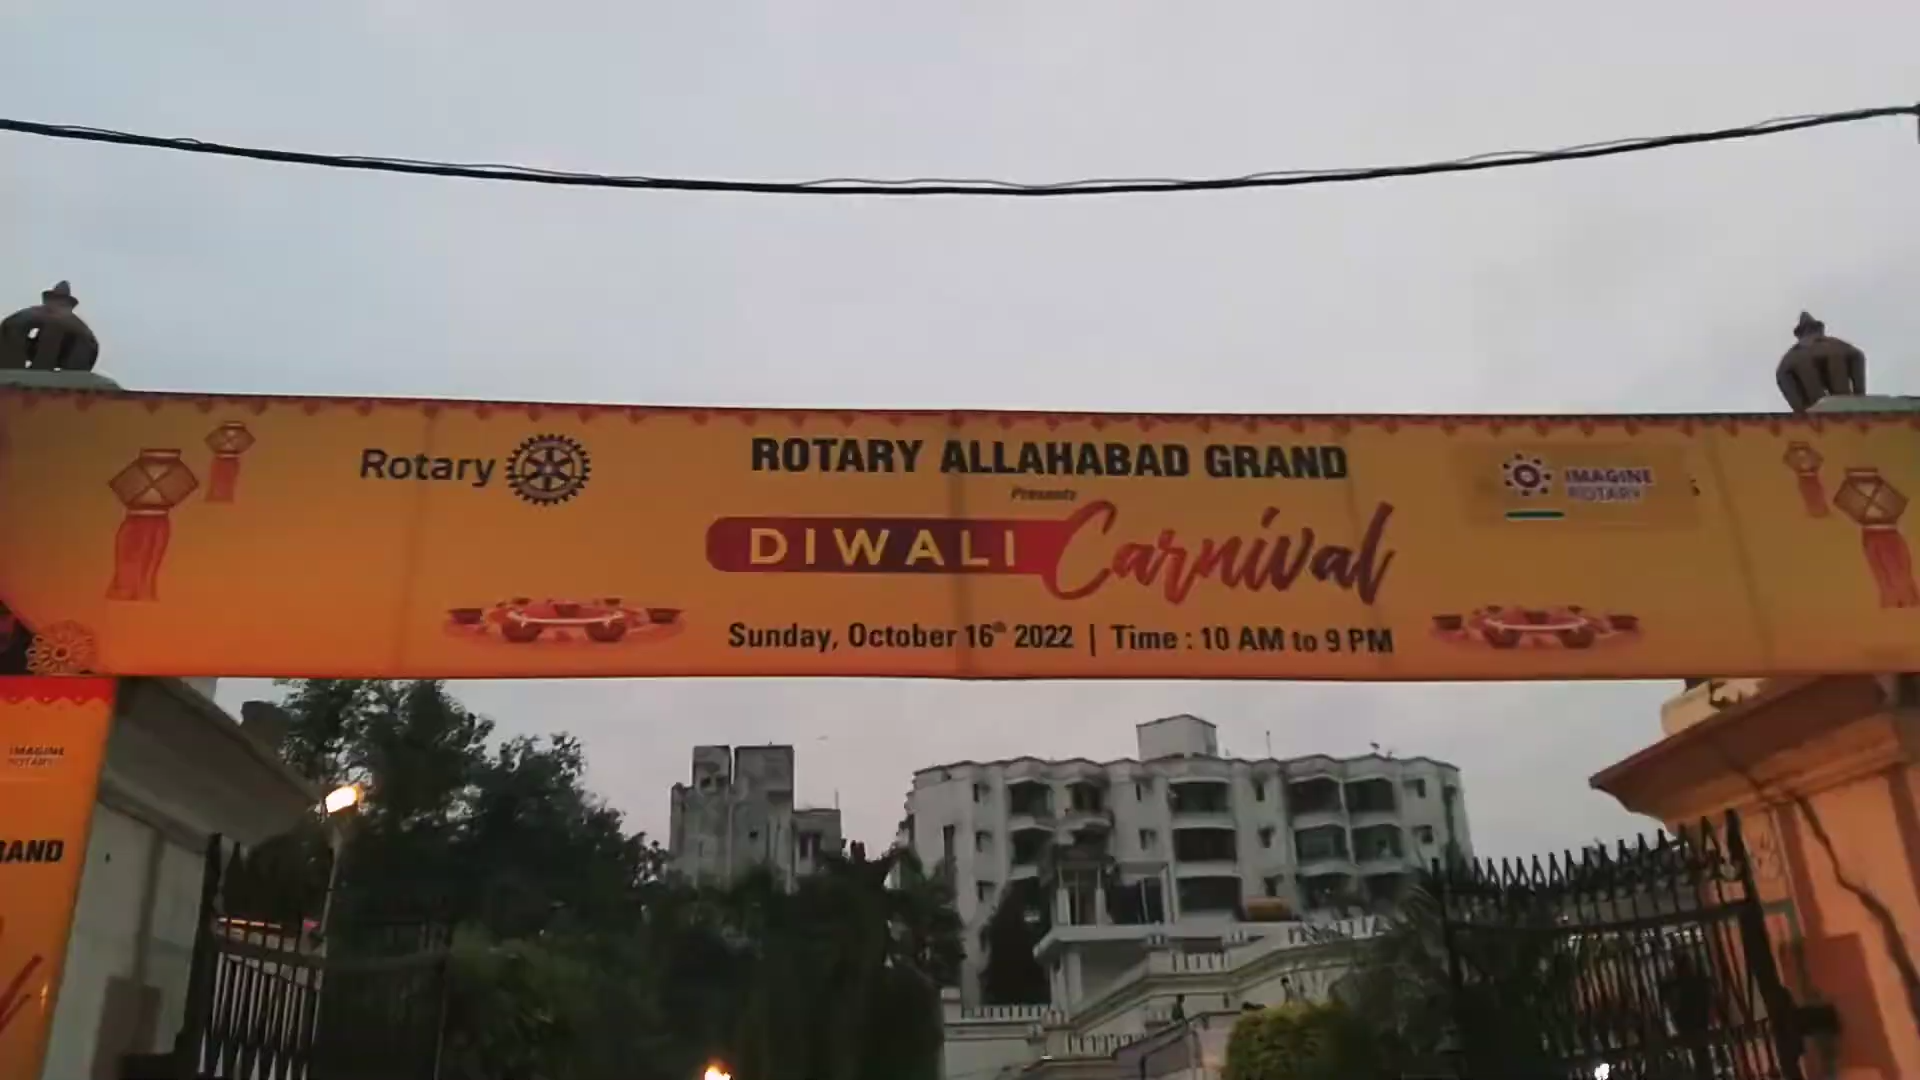 Rotary
ROTARY ALLAHABAD GRAND
Presents
DIWALI Carnival
Sunday, October 16th 2022 | Time : 10 AM to 9 PM
IMAGINE
ROTARY
IMAGINE
ROTARY
RAND